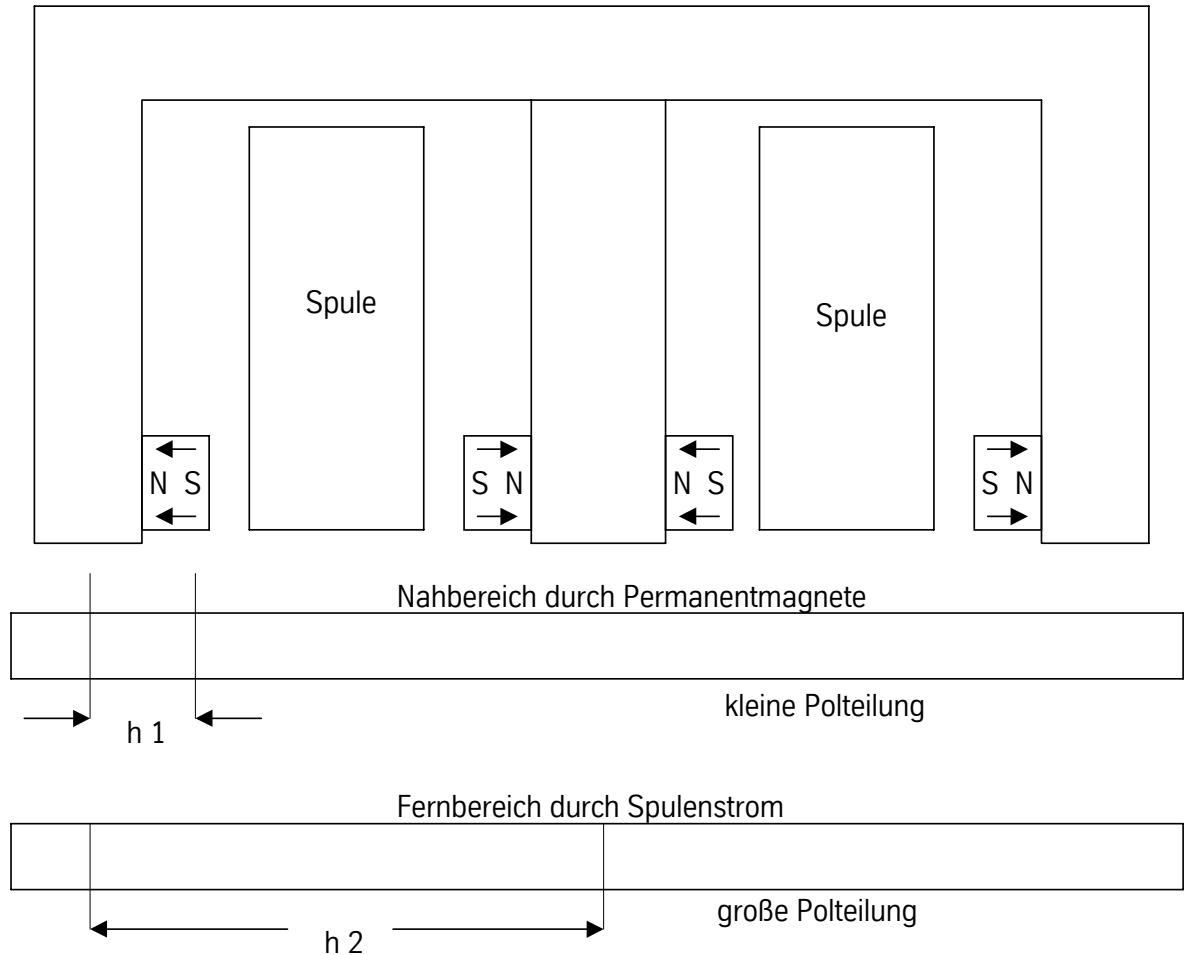 Spule
Spule
N S
S N
N S
S N
Nahbereich durch Permanentmagnete
kleine Polteilung
h 1
Fernbereich durch Spulenstrom
große Polteilung
h 2